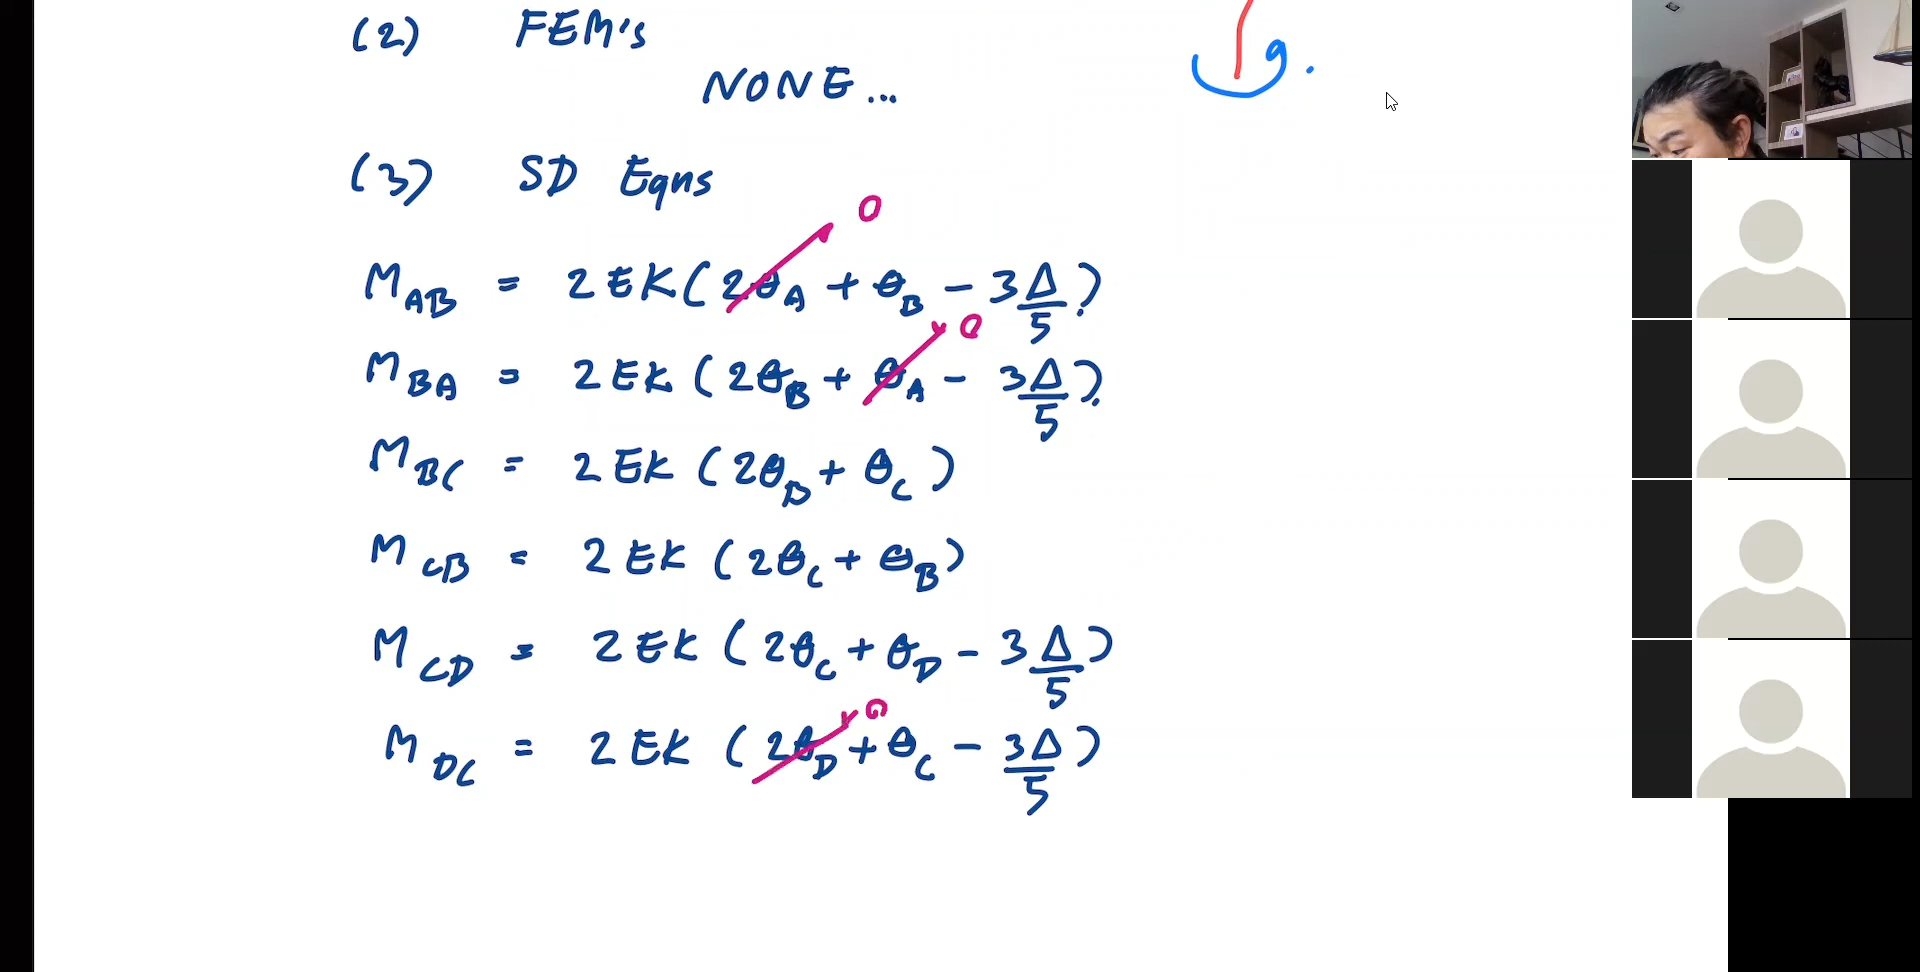 (2) FEM's
9.
NONE...
(3) SD Eqns
0
M_AB = 2EK(2θ_A + θ_B - 3Δ/5)
0
M_BA = 2EK(2θ_B + θ_A - 3Δ/5)
M_BC = 2EK(2θ_B + θ_C)
M_CB = 2EK(2θ_C + θ_B)
M_CD = 2EK(2θ_C + θ_D - 3Δ/5)
0
M_DC = 2EK(2θ_D + θ_C - 3Δ/5)